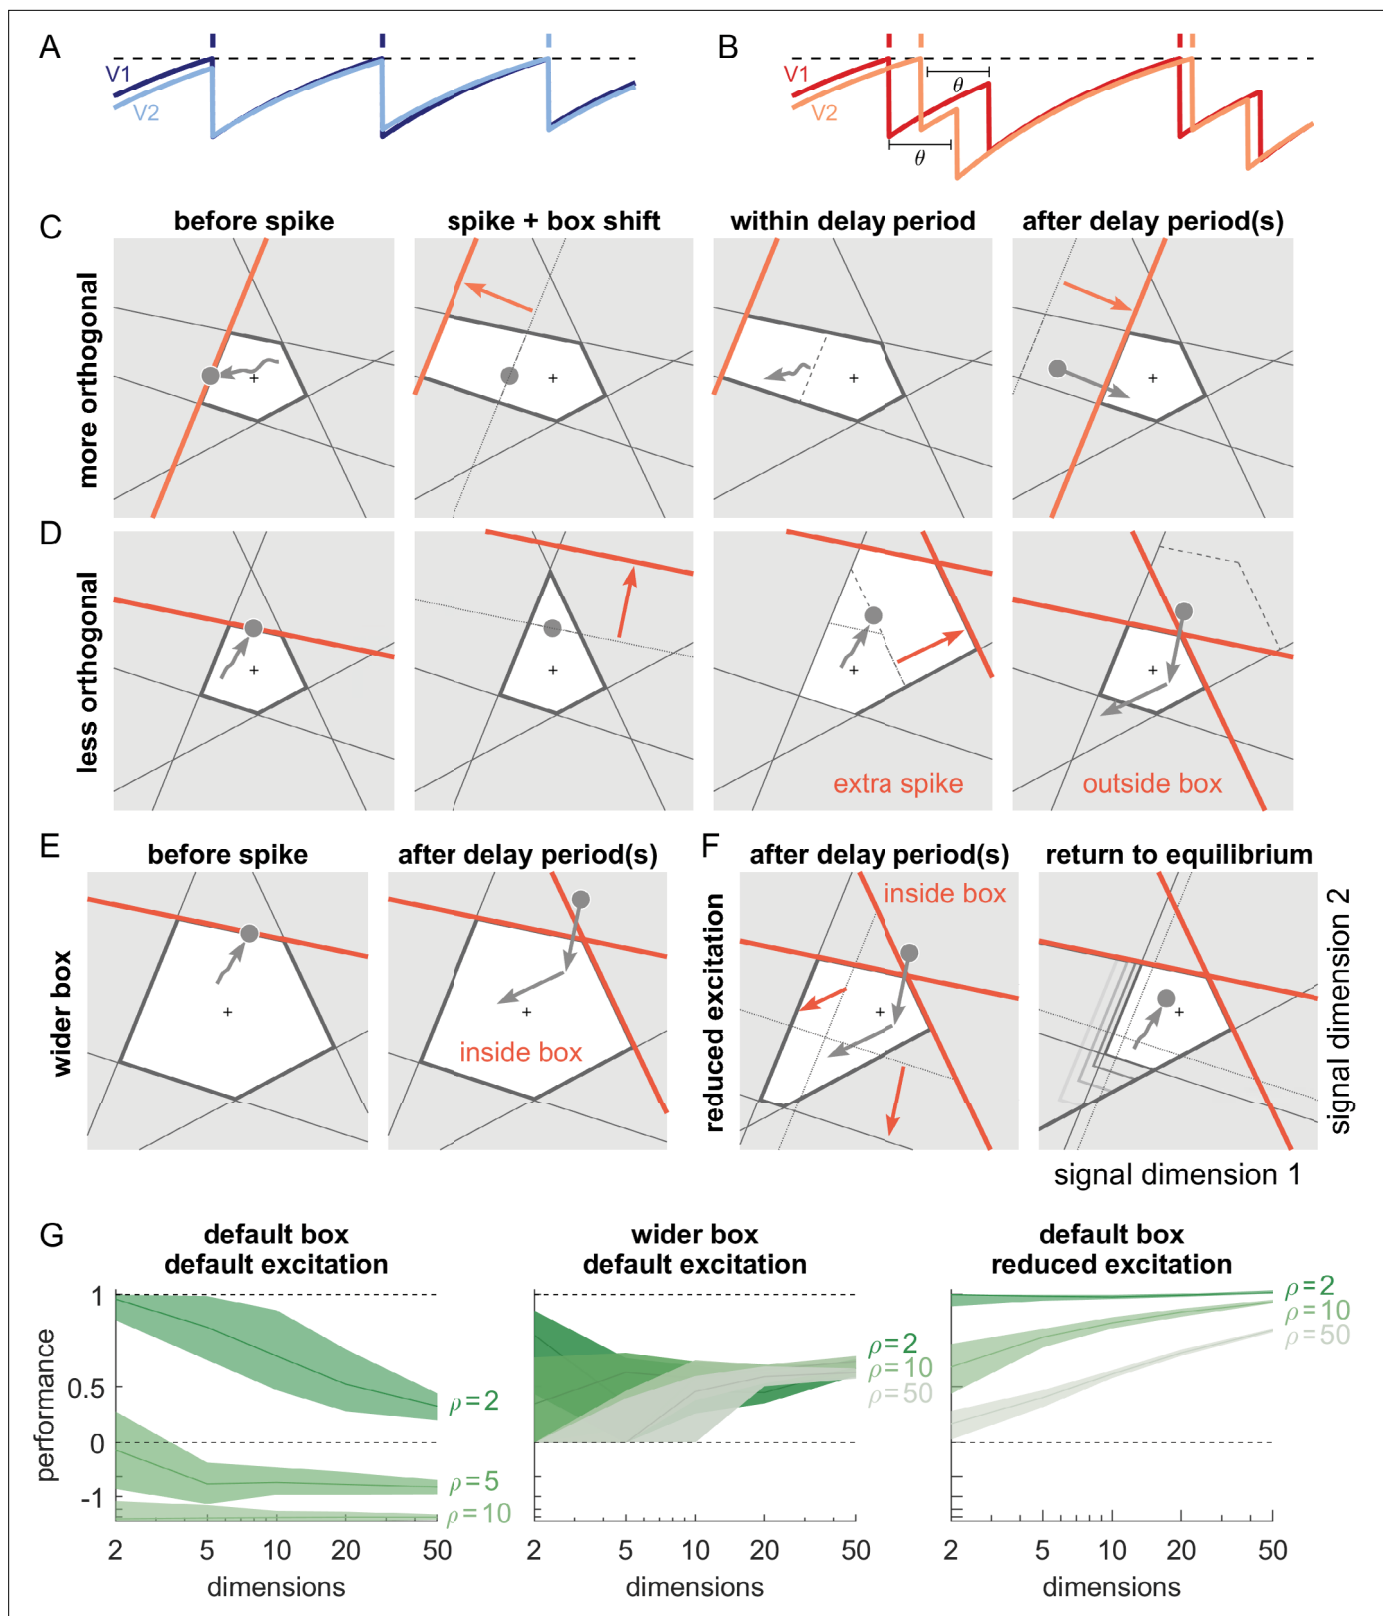 A
V1
V2
B
V1
V2
θ
θ
C
before spike
spike + box shift
within delay period
after delay period(s)
more orthogonal
D
less orthogonal
extra spike
outside box
E
before spike
after delay period(s)
wider box
inside box
F
after delay period(s)
return to equilibrium
reduced excitation
inside box
signal dimension 2
signal dimension 1
G
default box
default excitation
wider box
default excitation
default box
reduced excitation
performance
1
0.5
0
-1
ρ=2
ρ=5
ρ=10
2 5 10 20 50
dimensions
ρ=2
ρ=10
ρ=50
2 5 10 20 50
dimensions
ρ=2
ρ=10
ρ=50
2 5 10 20 50
dimensions